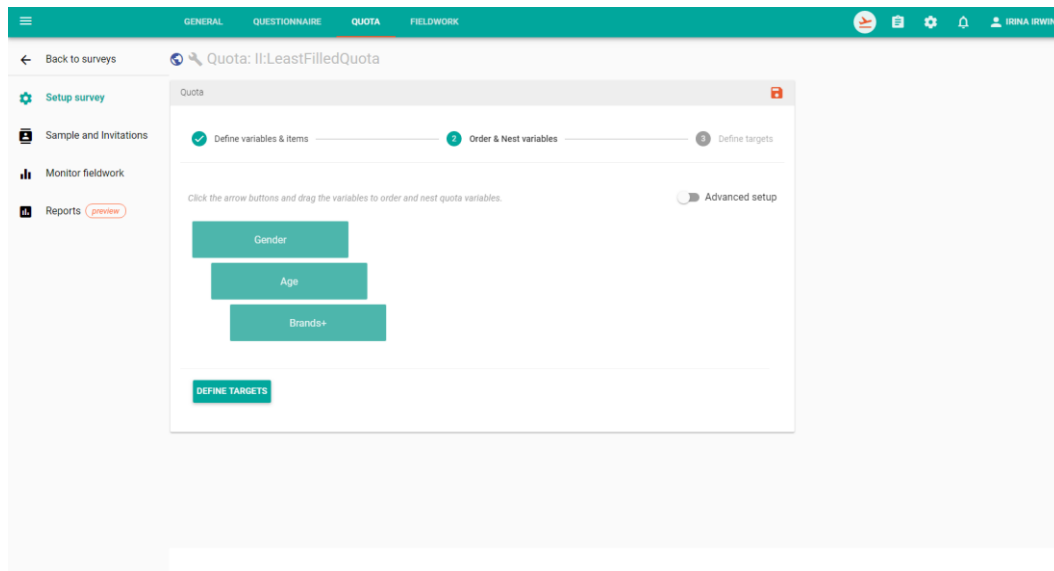 GENERAL QUESTIONNAIRE QUOTA FIELDWORK IRINA IRWIN
Back to surveys
Quota: II:LeastFilledQuota
Setup survey
Quota
Sample and Invitations
Define variables & items 2 Order & Nest variables 3 Define targets
Monitor fieldwork
Click the arrow buttons and drag the variables to order and nest quota variables. Advanced setup
Reports preview
Gender
Age
Brands+
DEFINE TARGETS